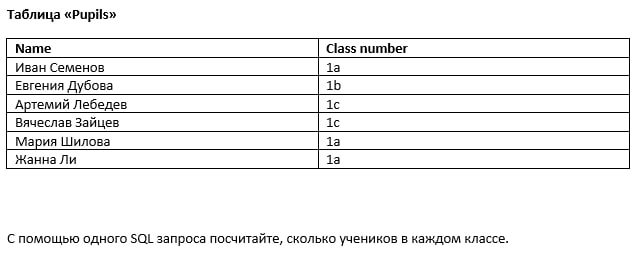 Таблица «Pupils»
Name Class number
Иван Семенов 1a
Евгения Дубова 1b
Артемий Лебедев 1c
Вячеслав Зайцев 1c
Мария Шилова 1a
Жанна Ли 1a
С помощью одного SQL запроса посчитайте, сколько учеников в каждом классе.